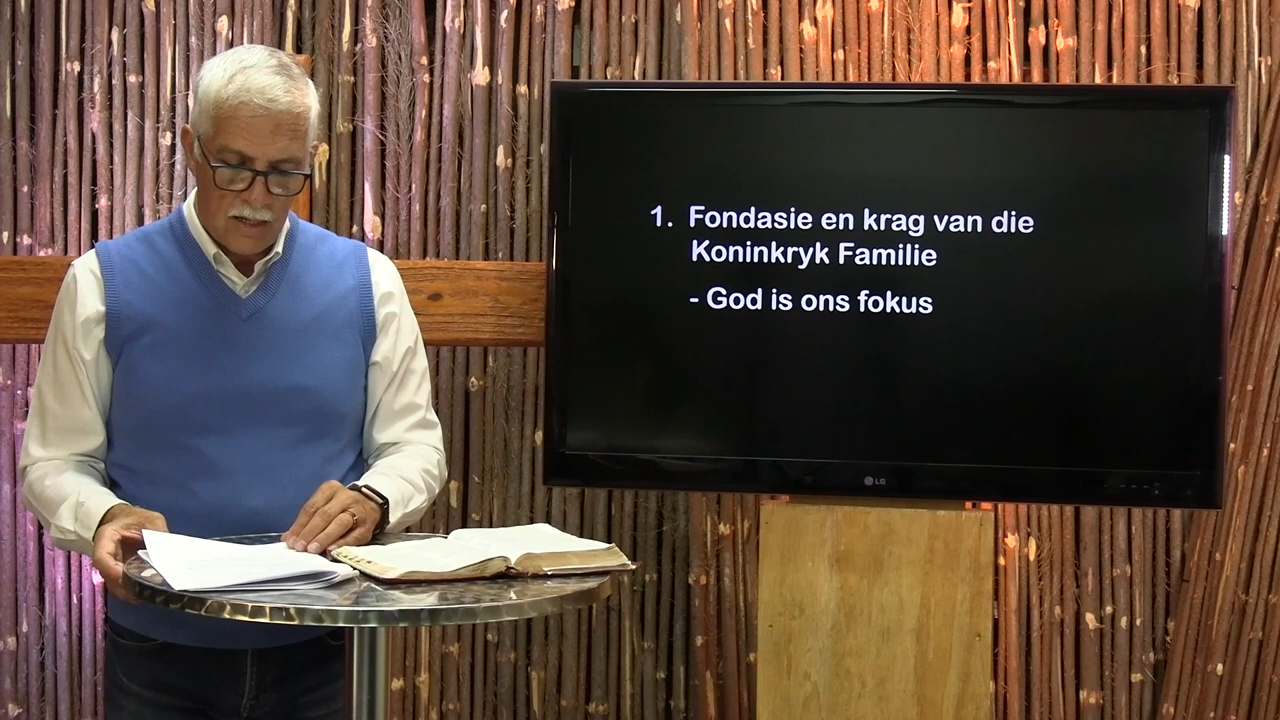 1. Fondasie en krag van die
Koninkryk Familie
- God is ons fokus
LG